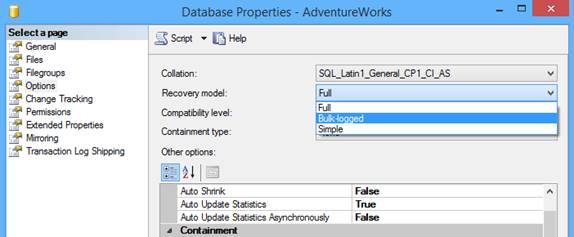 Database Properties - AdventureWorks
Select a page
General
Files
Filegroups
Options
Change Tracking
Permissions
Extended Properties
Mirroring
Transaction Log Shipping
Script
Help
Collation: SQL_Latin1_General_CP1_CI_AS
Recovery model: Full
Full
Bulk-logged
Simple
Compatibility level:
Containment type:
Other options:
Auto Shrink False
Auto Update Statistics True
Auto Update Statistics Asynchronously False
Containment